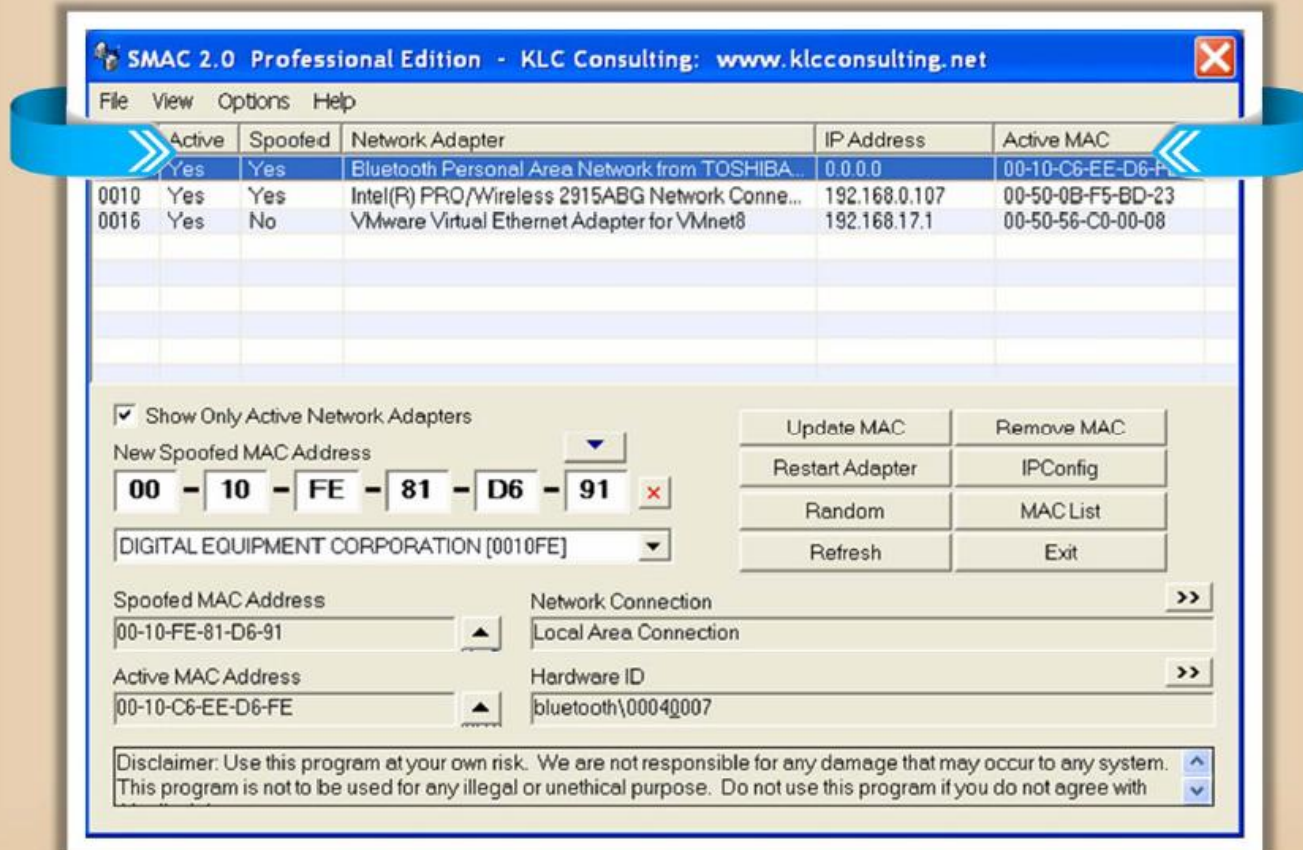 SMAC 2.0 Professional Edition - KLC Consulting: www.klcconsulting.net
File View Options Help
Active Spoofed Network Adapter IP Address Active MAC
Yes Yes Bluetooth Personal Area Network from TOSHIBA... 0.0.0.0 00-10-C6-EE-D6-
0010 Yes Yes Intel(R) PRO/Wireless 2915ABG Network Conne... 192.168.0.107 00-50-0B-F5-BD-23
0016 Yes No VMware Virtual Ethernet Adapter for VMnet8 192.168.17.1 00-50-56-C0-00-08
Show Only Active Network Adapters
New Spoofed MAC Address
00 - 10 - FE - 81 - D6 - 91
DIGITAL EQUIPMENT CORPORATION [0010FE]
Update MAC Remove MAC
Restart Adapter IPConfig
Random MAC List
Refresh Exit
Spoofed MAC Address
00-10-FE-81-D6-91
Network Connection >>
Local Area Connection
Active MAC Address
00-10-C6-EE-D6-FE
Hardware ID >>
bluetooth\00040007
Disclaimer: Use this program at your own risk. We are not responsible for any damage that may occur to any system.
This program is not to be used for any illegal or unethical purpose. Do not use this program if you do not agree with